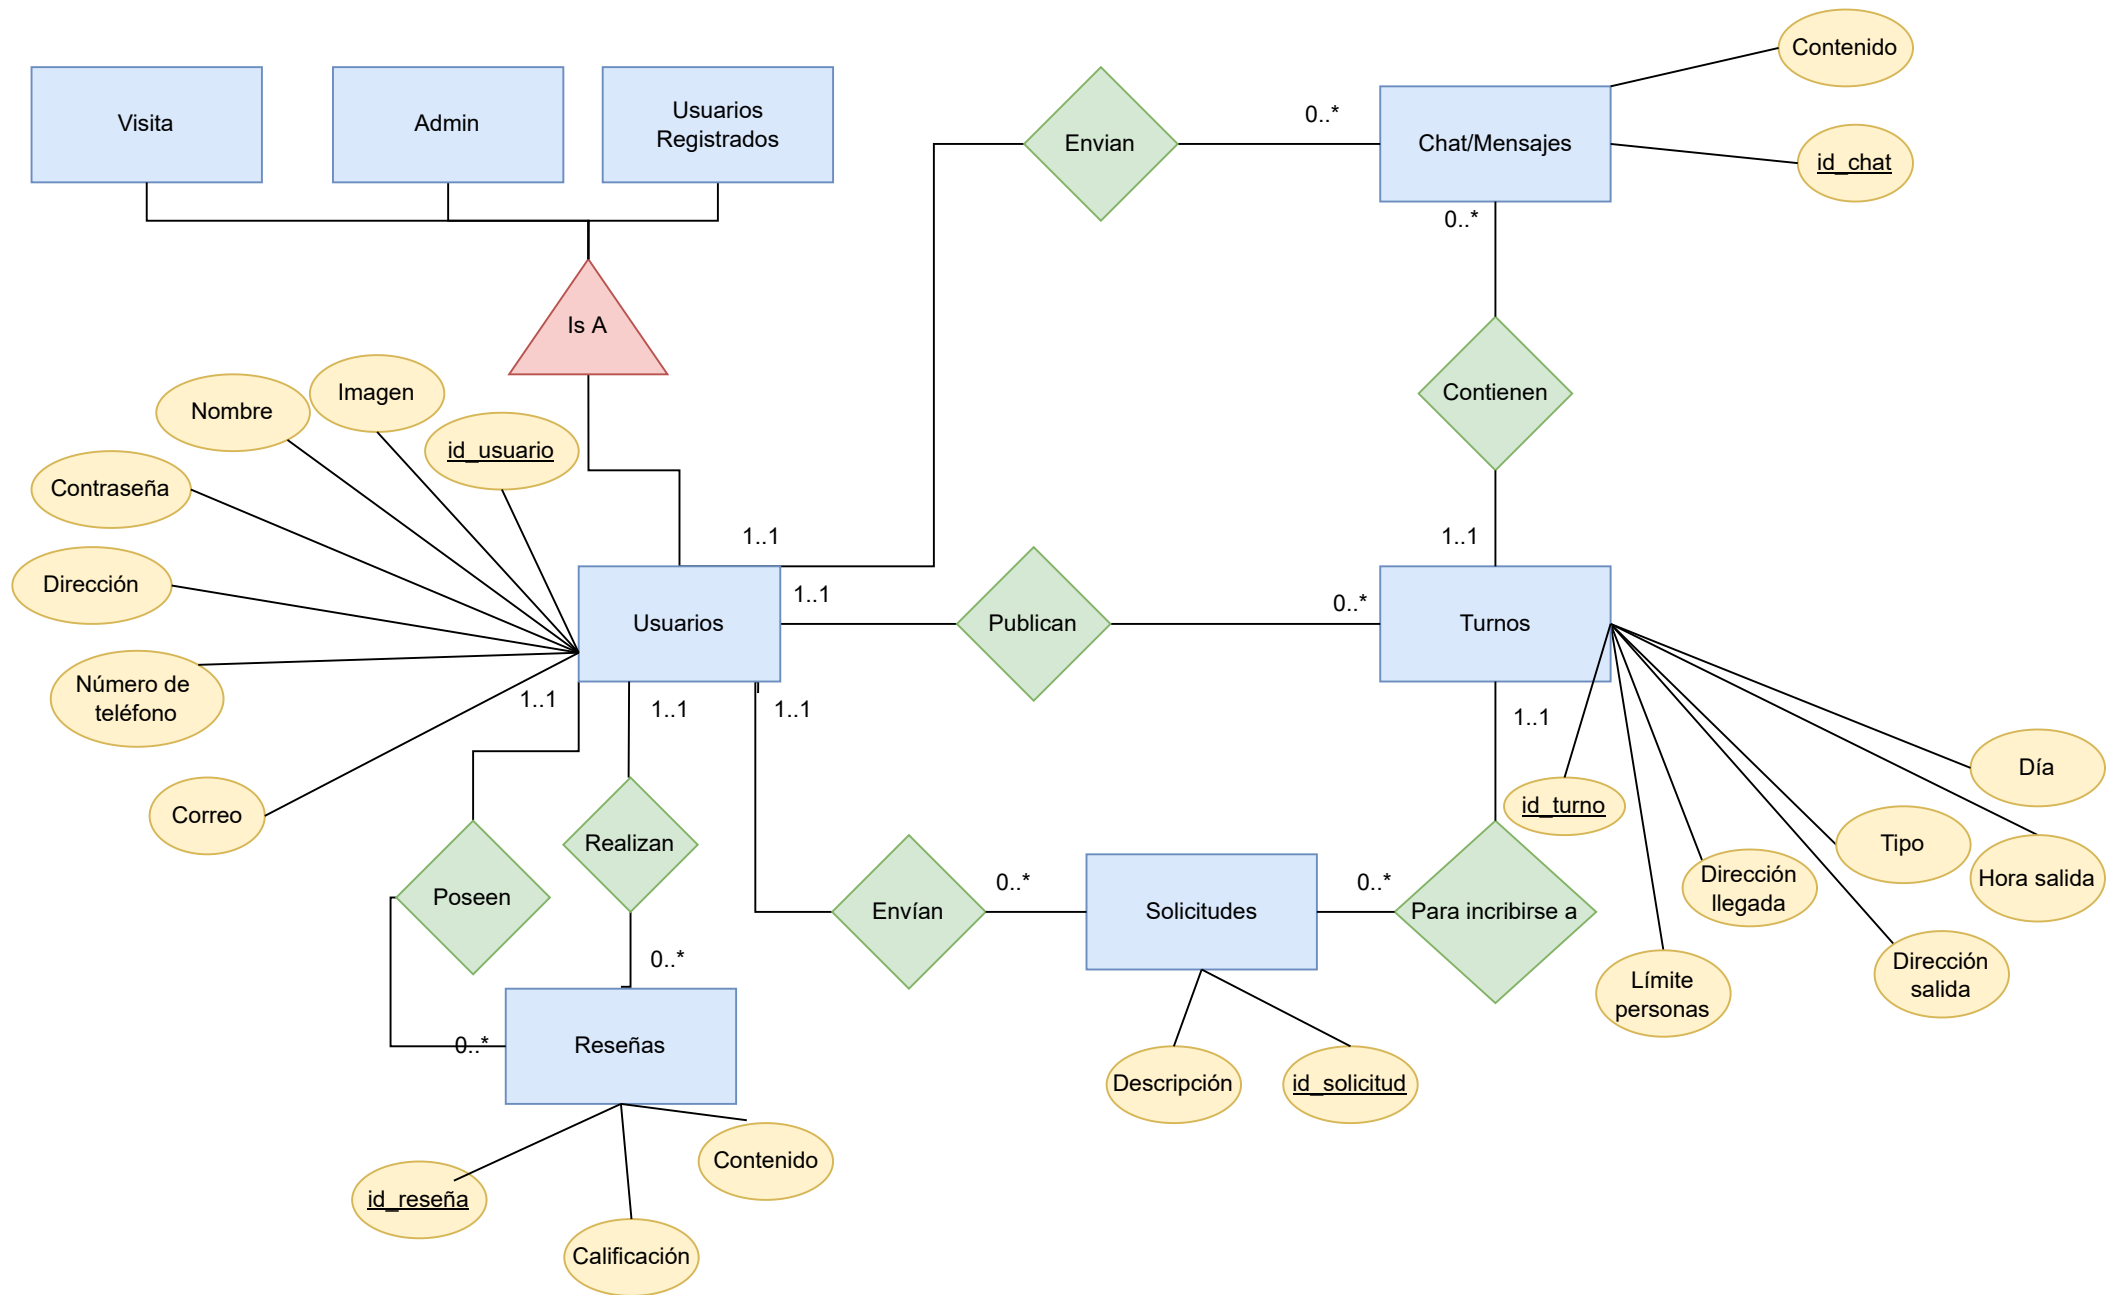 Contenido
Visita
Admin
Usuarios
Registrados
Envian
0..*
Chat/Mensajes
id_chat
0..*
Is A
Imagen
Nombre
Contienen
id_usuario
Contraseña
1..1
1..1
Dirección
1..1
0..*
Usuarios
Publican
Turnos
Número de
teléfono
1..1
1..1
1..1
1..1
Día
Correo
id_turno
Realizan
Tipo
Poseen
0..*
0..*
Dirección
llegada
Hora salida
Envían
Solicitudes
Para incribirse a
0..*
Límite
personas
Dirección
salida
0..*
Reseñas
Descripción
id_solicitud
Contenido
id_reseña
Calificación